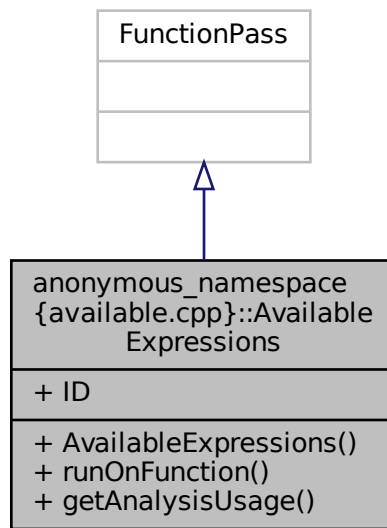 FunctionPass
anonymous_namespace
{available.cpp}::Available
Expressions
+ ID
+ AvailableExpressions()
+ runOnFunction()
+ getAnalysisUsage()